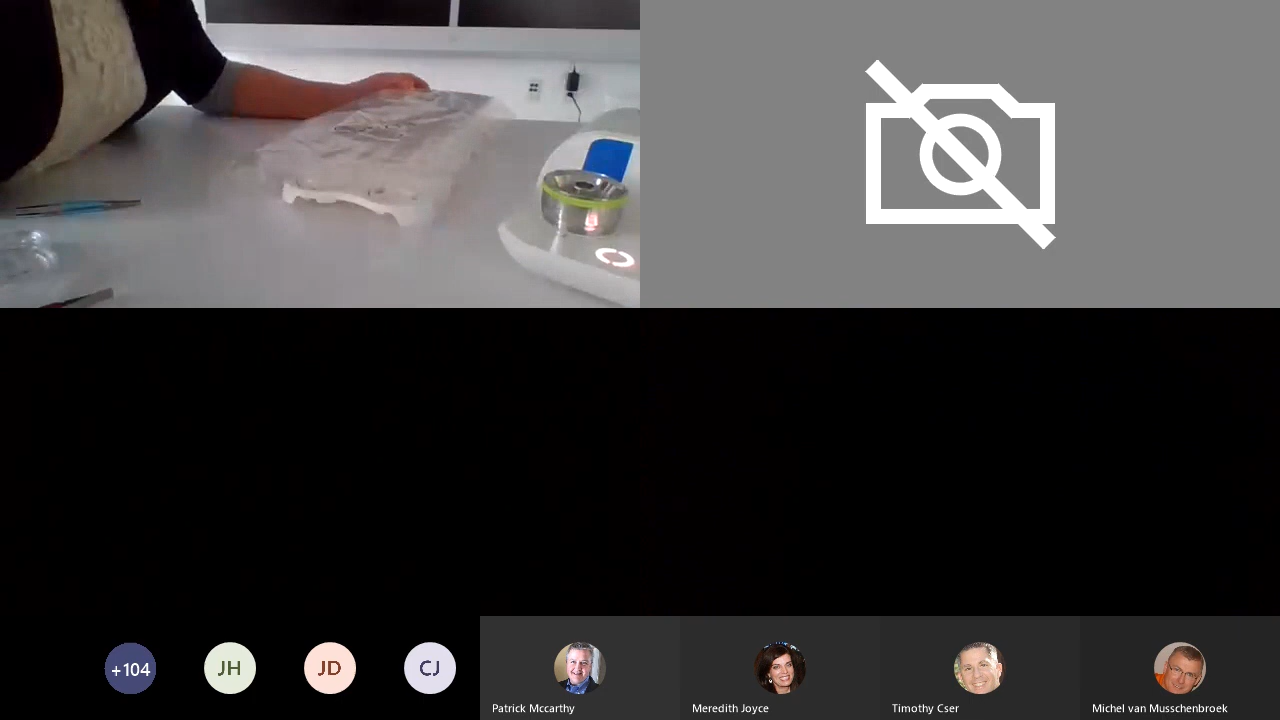 +104
JH
JD
CJ
Patrick Mccarthy
Meredith Joyce
Timothy Cser
Michel van Musschenbroek